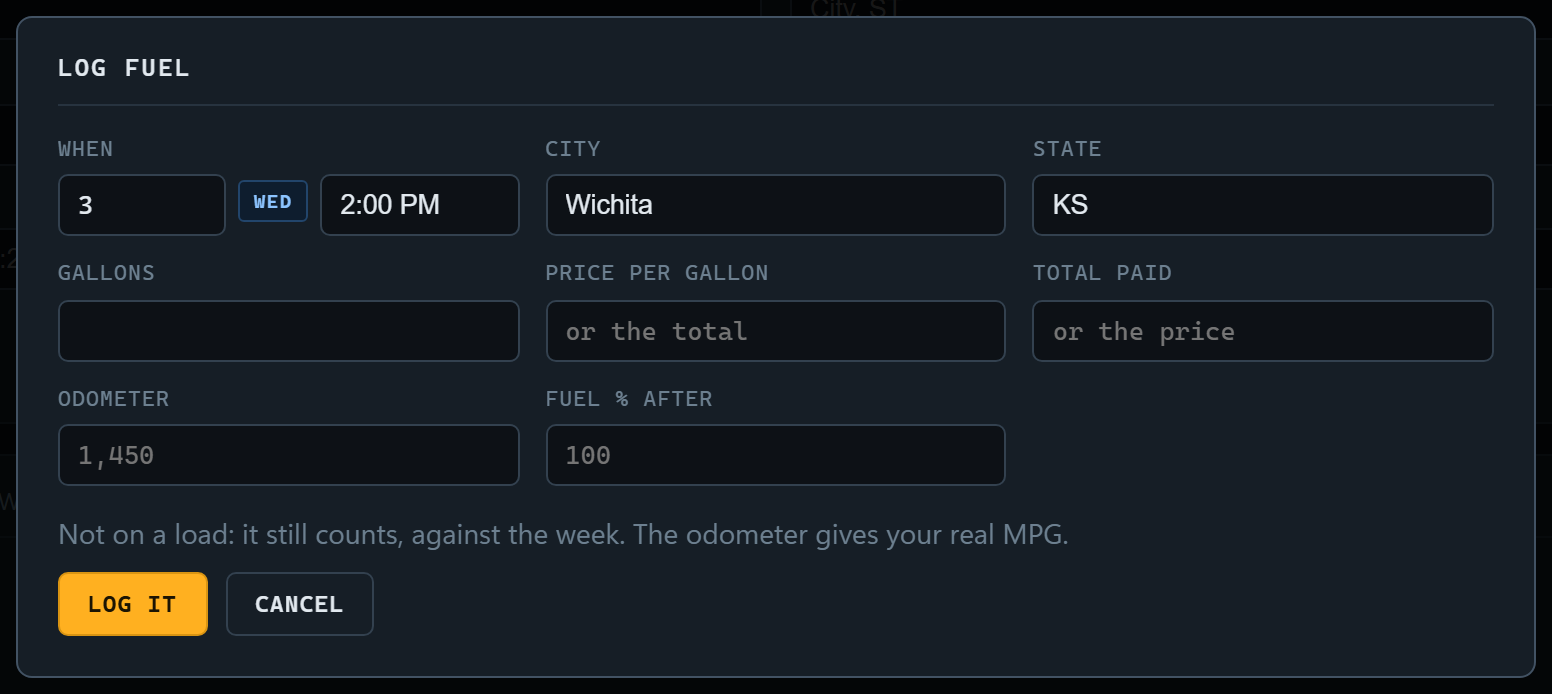 City, ST
LOG FUEL
WHEN CITY STATE
3 WED 2:00 PM Wichita KS
GALLONS PRICE PER GALLON TOTAL PAID
or the total or the price
ODOMETER FUEL % AFTER
1,450 100
Not on a load: it still counts, against the week. The odometer gives your real MPG.
LOG IT CANCEL